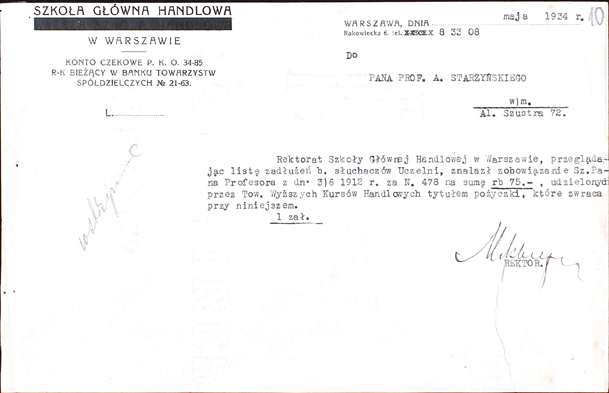 SZKOŁA GŁÓWNA HANDLOWA
W WARSZAWIE
KONTO CZEKOWE P. K. O. 34-85
R-K BIEŻĄCY W BANKU TOWARZYSTW
SPÓŁDZIELCZYCH № 21-63.
L.
10
WARSZAWA, DNIA maja 1934 r.
Rakowiecka 6. tel. 8 33 08
Do
PANA PROF. A. STARZYŃSKIEGO
w/m.
Al. Szustra 72.
Rektorat Szkoły Głównej Handlowej w Warszawie, przegląda-
jąc listę zadłużeń b. słuchaczów Uczelni, znalazł zobowiązanie Sz.Pa-
na Profesora z dn. 3)6 1912 r. za N. 478 na sumę rb 75.- , udzielonych
przez Tow. Wyższych Kursów Handlowych tytułem pożyczki, które zwraca
przy niniejszem.
1 zał.
REKTOR.